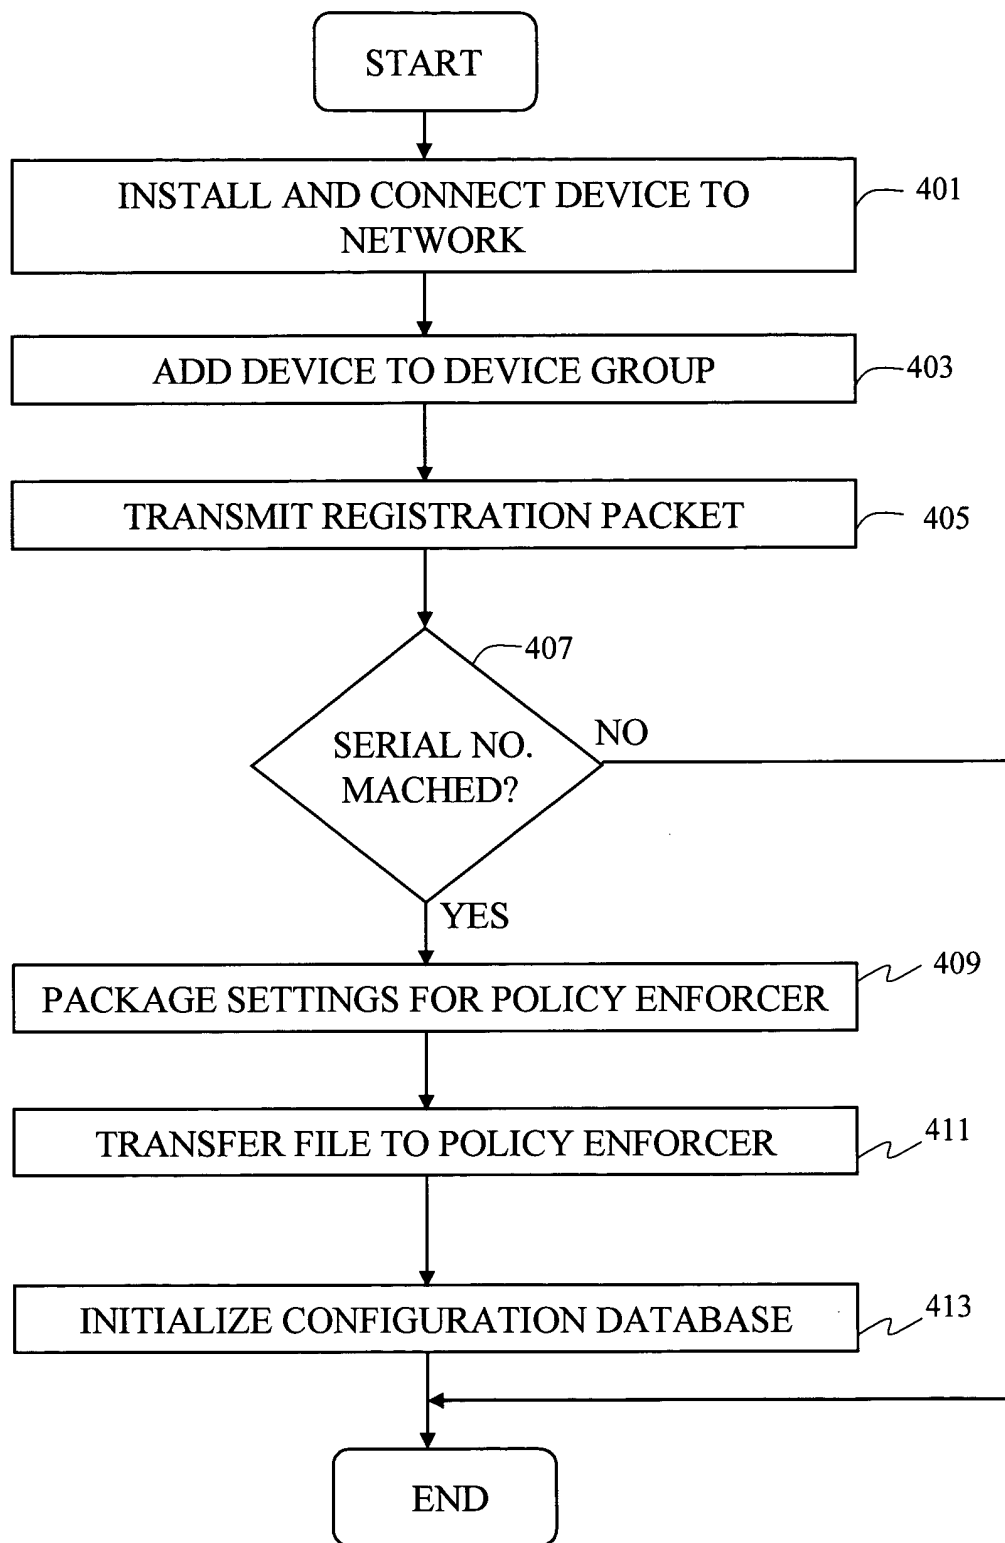 START
INSTALL AND CONNECT DEVICE TO
NETWORK
401
ADD DEVICE TO DEVICE GROUP
403
TRANSMIT REGISTRATION PACKET
405
407
SERIAL NO.
MACHED?
NO
YES
PACKAGE SETTINGS FOR POLICY ENFORCER
409
TRANSFER FILE TO POLICY ENFORCER
411
INITIALIZE CONFIGURATION DATABASE
413
END